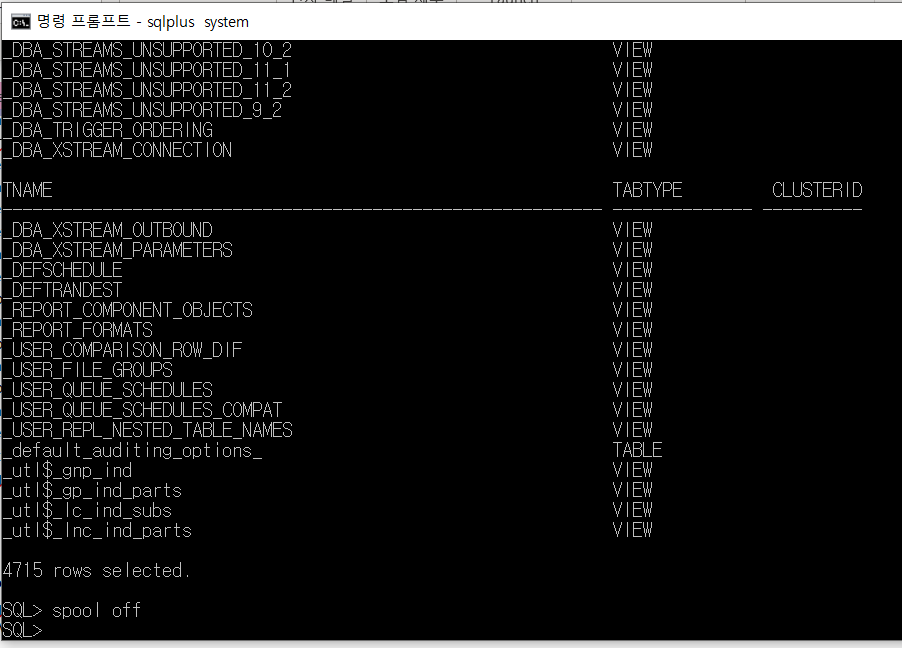 명령 프롬프트 - sqlplus system
_DBA_STREAMS_UNSUPPORTED_10_2 VIEW
_DBA_STREAMS_UNSUPPORTED_11_1 VIEW
_DBA_STREAMS_UNSUPPORTED_11_2 VIEW
_DBA_STREAMS_UNSUPPORTED_9_2 VIEW
_DBA_TRIGGER_ORDERING VIEW
_DBA_XSTREAM_CONNECTION VIEW
TNAME TABTYPE CLUSTERID
------------------------------------------------------------ -------------- ----------
_DBA_XSTREAM_OUTBOUND VIEW
_DBA_XSTREAM_PARAMETERS VIEW
_DEFSCHEDULE VIEW
_DEFTRANDEST VIEW
_REPORT_COMPONENT_OBJECTS VIEW
_REPORT_FORMATS VIEW
_USER_COMPARISON_ROW_DIF VIEW
_USER_FILE_GROUPS VIEW
_USER_QUEUE_SCHEDULES VIEW
_USER_QUEUE_SCHEDULES_COMPAT VIEW
_USER_REPL_NESTED_TABLE_NAMES VIEW
_default_auditing_options_ TABLE
_utl$_gnp_ind VIEW
_utl$_gp_ind_parts VIEW
_utl$_lc_ind_subs VIEW
_utl$_lnc_ind_parts VIEW
4715 rows selected.
SQL> spool off
SQL>